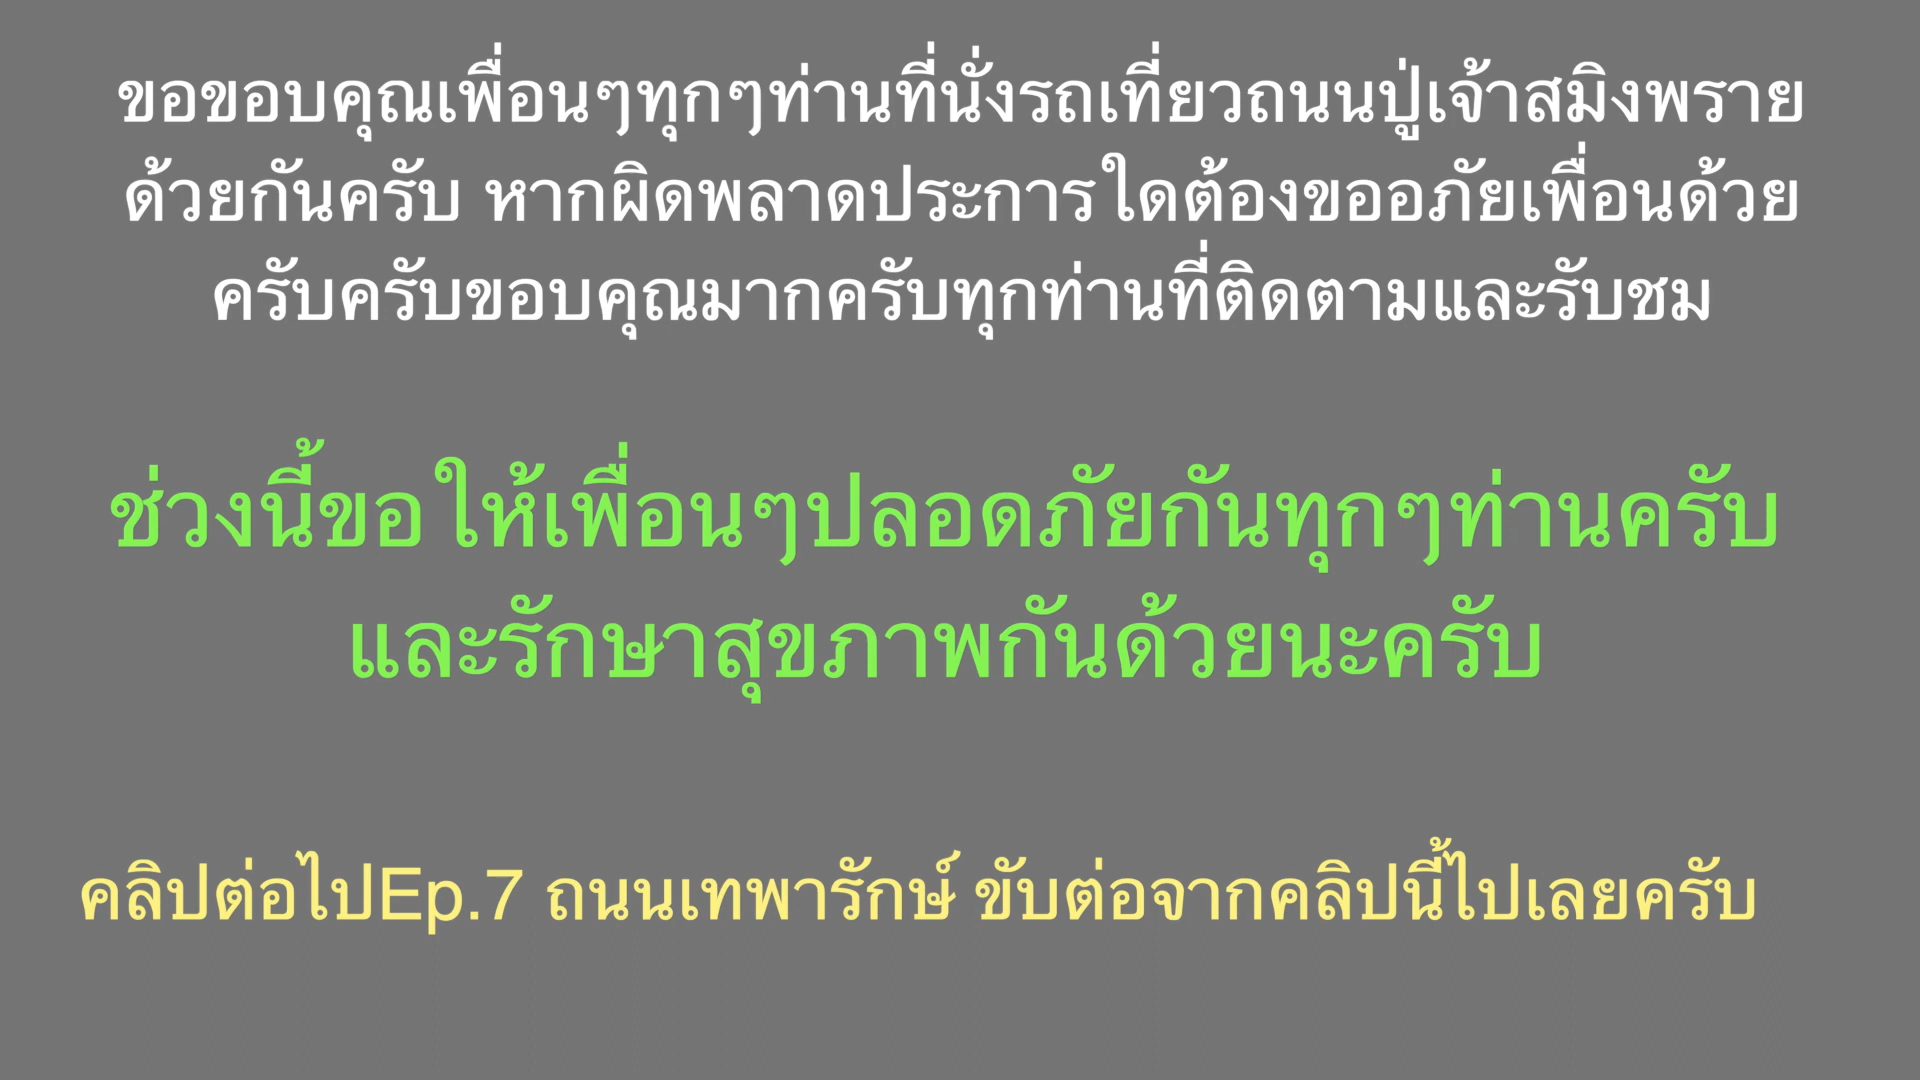 ขอขอบคุณเพื่อนๆทุกๆท่านที่นั่งรถเที่ยวถนนปู่เจ้าสมิงพราย
ด้วยกันครับ หากผิดพลาดประการใดต้องขออภัยเพื่อนด้วย
ครับครับขอบคุณมากครับทุกท่านที่ติดตามและรับชม
ช่วงนี้ขอให้เพื่อนๆปลอดภัยกันทุกๆท่านครับ
และรักษาสุขภาพกันด้วยนะครับ
คลิปต่อไปEp.7 ถนนเทพารักษ์ ขับต่อจากคลิปนี้ไปเลยครับ